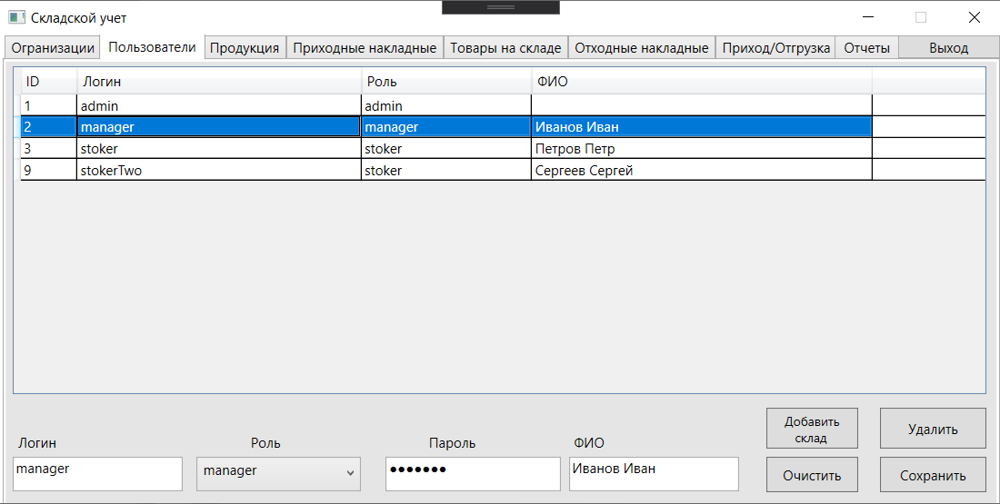 Складской учет
Огранизации Пользователи Продукция Приходные накладные Товары на складе Отходные накладные Приход/Отгрузка Отчеты Выход
ID Логин Роль ФИО
1 admin admin
2 manager manager Иванов Иван
3 stoker stoker Петров Петр
9 stokerTwo stoker Сергеев Сергей
Добавить
склад
Удалить
Логин Роль Пароль ФИО
manager manager ●●●●●●● Иванов Иван
Очистить Сохранить